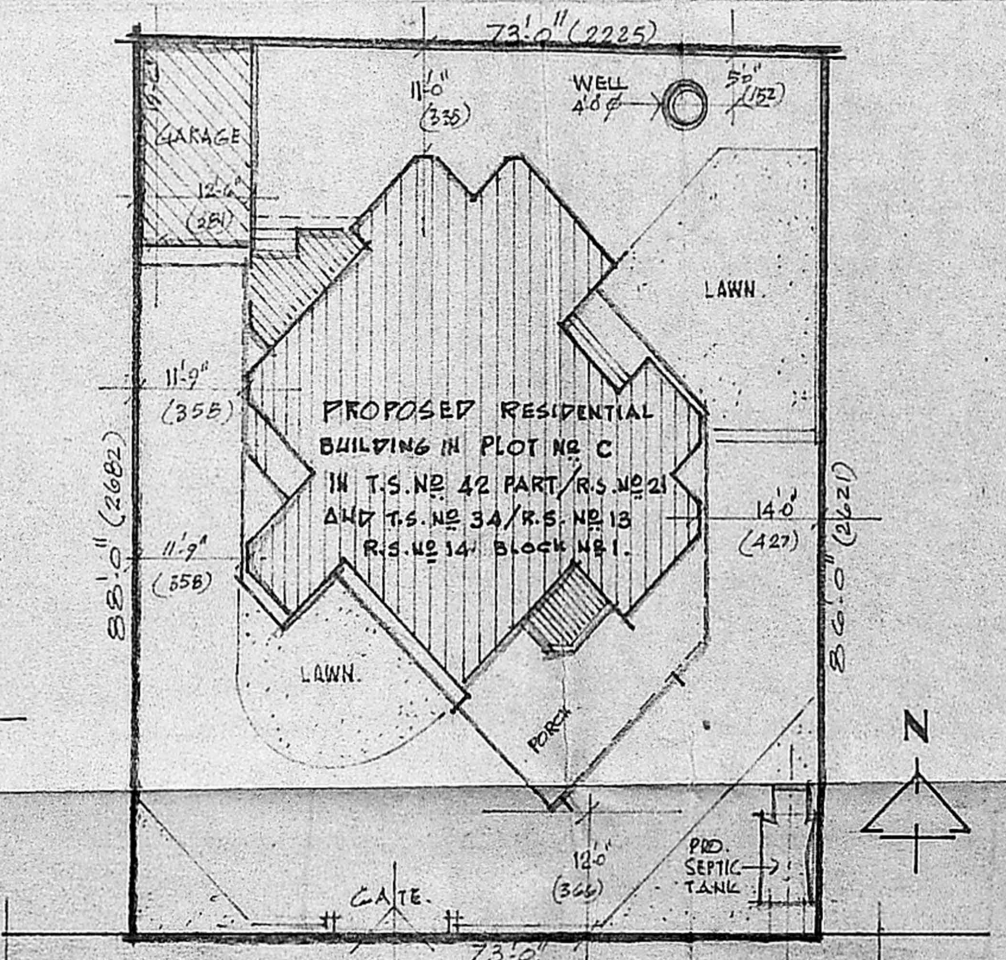 73'-0" (2225)
11'-0"
(335)
WELL
4'0"⌀
5'0"
(152)
GARAGE
12'-6"
(381)
LAWN.
11'-9"
(358)
PROPOSED RESIDENTIAL
BUILDING IN PLOT No C
IN T.S.No 42 PART/R.S.No 21
AND T.S.No 34/R.S.No 13
R.S.No 14 BLOCK No 1.
88'-0" (2682)
14'0"
(427)
86'-0" (2621)
11'-9"
(358)
LAWN.
PORCH
N
12'0"
(366)
PRO.
SEPTIC
TANK
GATE.
73'-0"